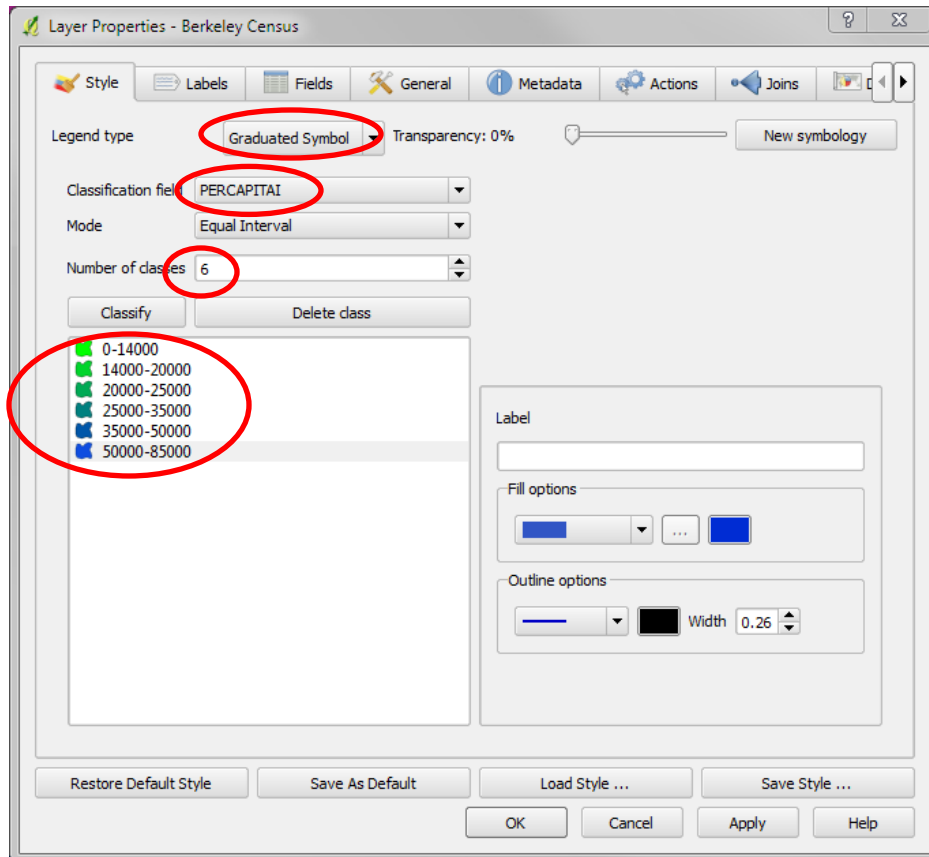 Layer Properties - Berkeley Census
Style Labels Fields General Metadata Actions Joins
Legend type Graduated Symbol Transparency: 0% New symbology
Classification field PERCAPITAI
Mode Equal Interval
Number of classes 6
Classify Delete class
0-14000
14000-20000
20000-25000
25000-35000
35000-50000
50000-85000
Label
Fill options
...
Outline options
Width 0.26
Restore Default Style Save As Default Load Style ... Save Style ...
OK Cancel Apply Help